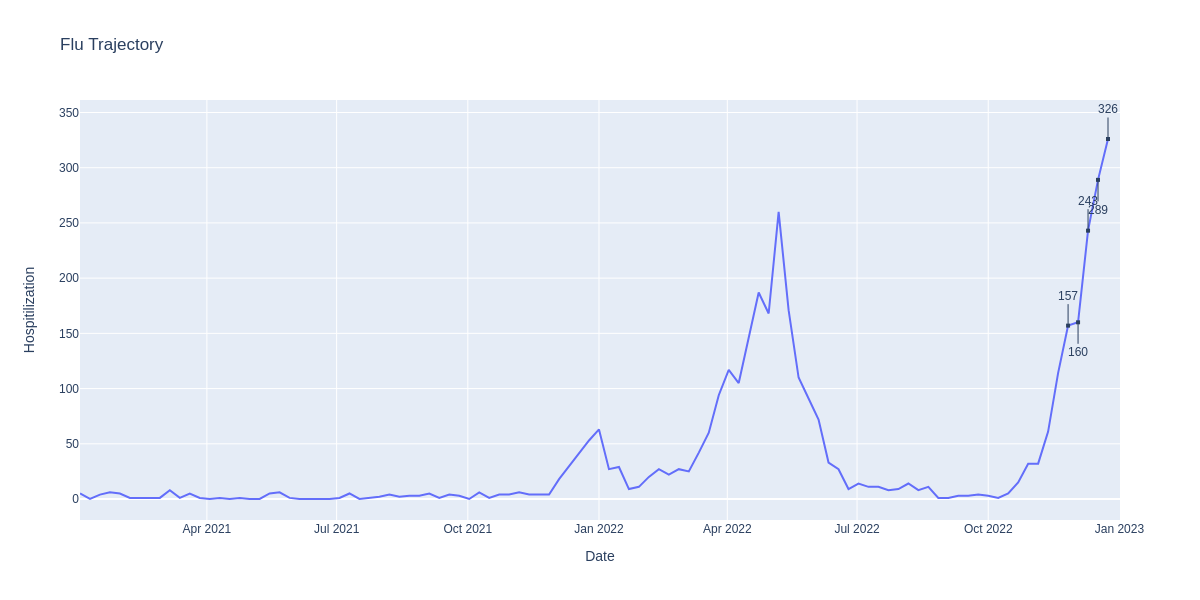 Flu Trajectory
350
300
250
200
150
100
50
0
Hospitilization
326
243
289
157
160
Apr 2021
Jul 2021
Oct 2021
Jan 2022
Apr 2022
Jul 2022
Oct 2022
Jan 2023
Date